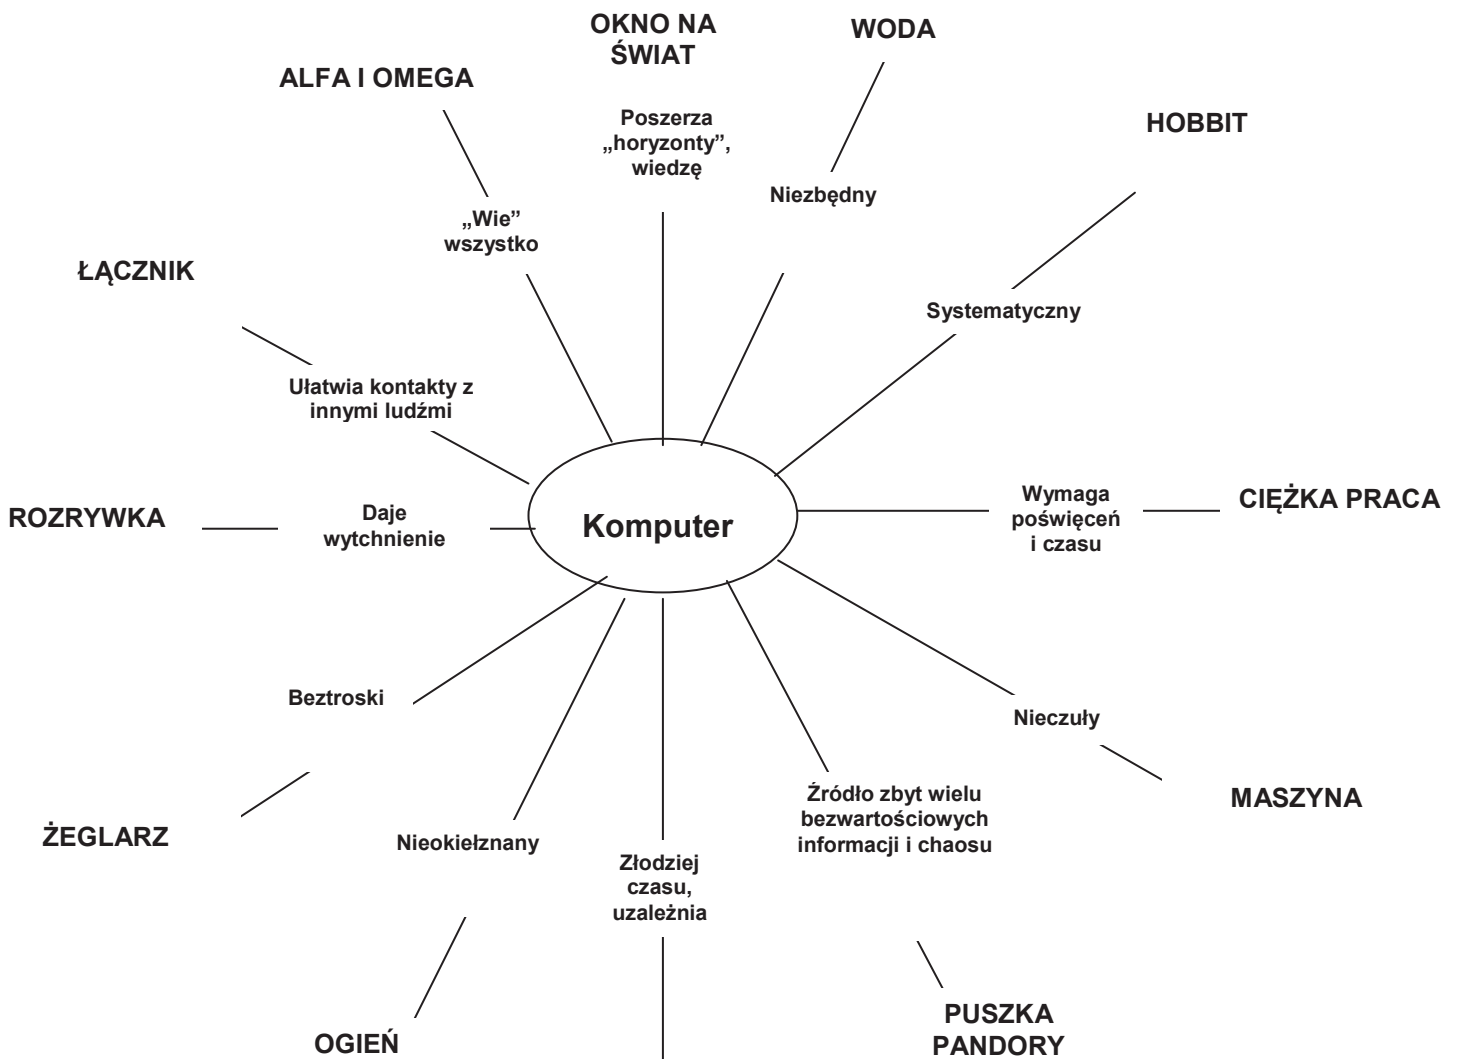 OKNO NA
ŚWIAT
WODA
ALFA I OMEGA
HOBBIT
Poszerza
„horyzonty”,
wiedzę
Niezbędny
„Wie”
wszystko
ŁĄCZNIK
Systematyczny
Ułatwia kontakty z
innymi ludźmi
ROZRYWKA
Daje
wytchnienie
Komputer
Wymaga
poświęceń
i czasu
CIĘŻKA PRACA
Beztroski
Nieczuły
ŻEGLARZ
Nieokiełznany
Złodziej
czasu,
uzależnia
Źródło zbyt wielu
bezwartościowych
informacji i chaosu
MASZYNA
OGIEŃ
PUSZKA
PANDORY